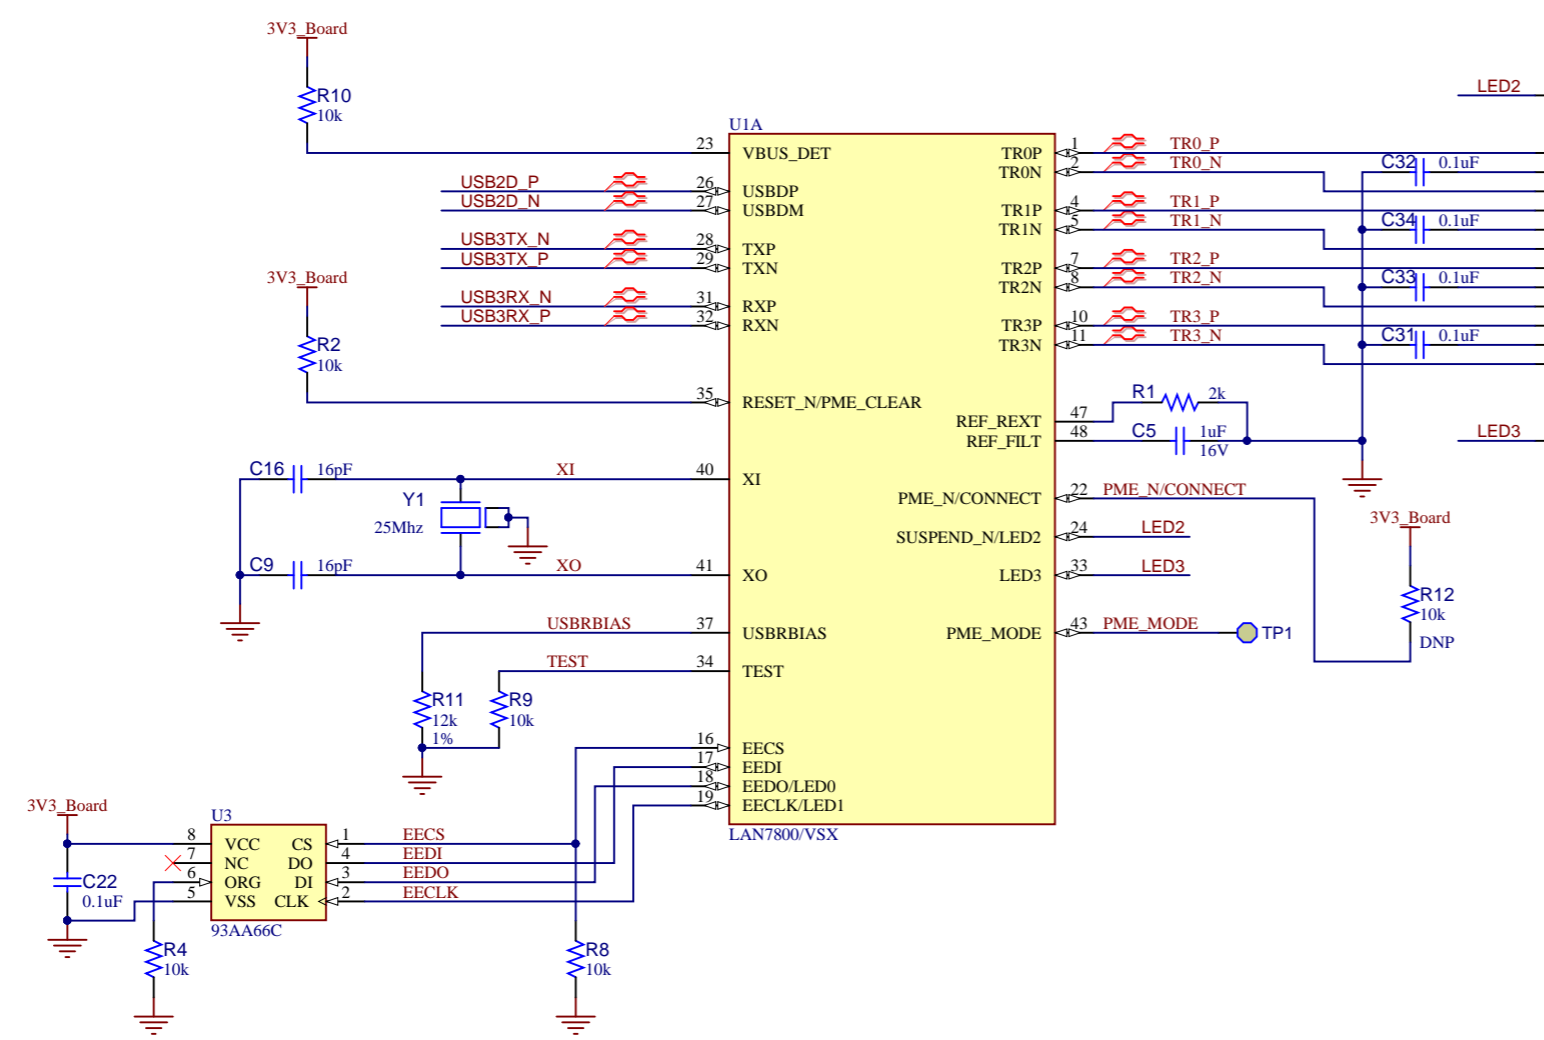 3V3_Board
R10
10k
LED2
U1A
23 VBUS_DET
TR0P 1 TR0_P
TR0N 2 TR0_N
C32 0.1uF
USB2D_P 26 USBDP
USB2D_N 27 USBDM
TR1P 4 TR1_P
TR1N 5 TR1_N
C34 0.1uF
USB3TX_N 28 TXP
USB3TX_P 29 TXN
TR2P 7 TR2_P
TR2N 8 TR2_N
C33 0.1uF
3V3_Board
USB3RX_N 31 RXP
USB3RX_P 32 RXN
TR3P 10 TR3_P
TR3N 11 TR3_N
C31 0.1uF
R2
10k
35 RESET_N/PME_CLEAR
R1 2k
REF_REXT 47
REF_FILT 48
C5 1uF
16V
LED3
C16 16pF XI 40 XI
Y1
25Mhz
PME_N/CONNECT 22 PME_N/CONNECT
3V3_Board
SUSPEND_N/LED2 24 LED2
C9 16pF XO 41 XO
LED3 33 LED3
R12
10k
DNP
USBRBIAS 37 USBRBIAS
PME_MODE 43 PME_MODE TP1
TEST 34 TEST
R11
12k
1%
R9
10k
16 EECS
17 EEDI
18 EEDO/LED0
19 EECLK/LED1
LAN7800/VSX
3V3_Board
U3
8 VCC CS 1 EECS
7 NC DO 4 EEDI
6 ORG DI 3 EEDO
5 VSS CLK 2 EECLK
93AA66C
C22
0.1uF
R4
10k
R8
10k